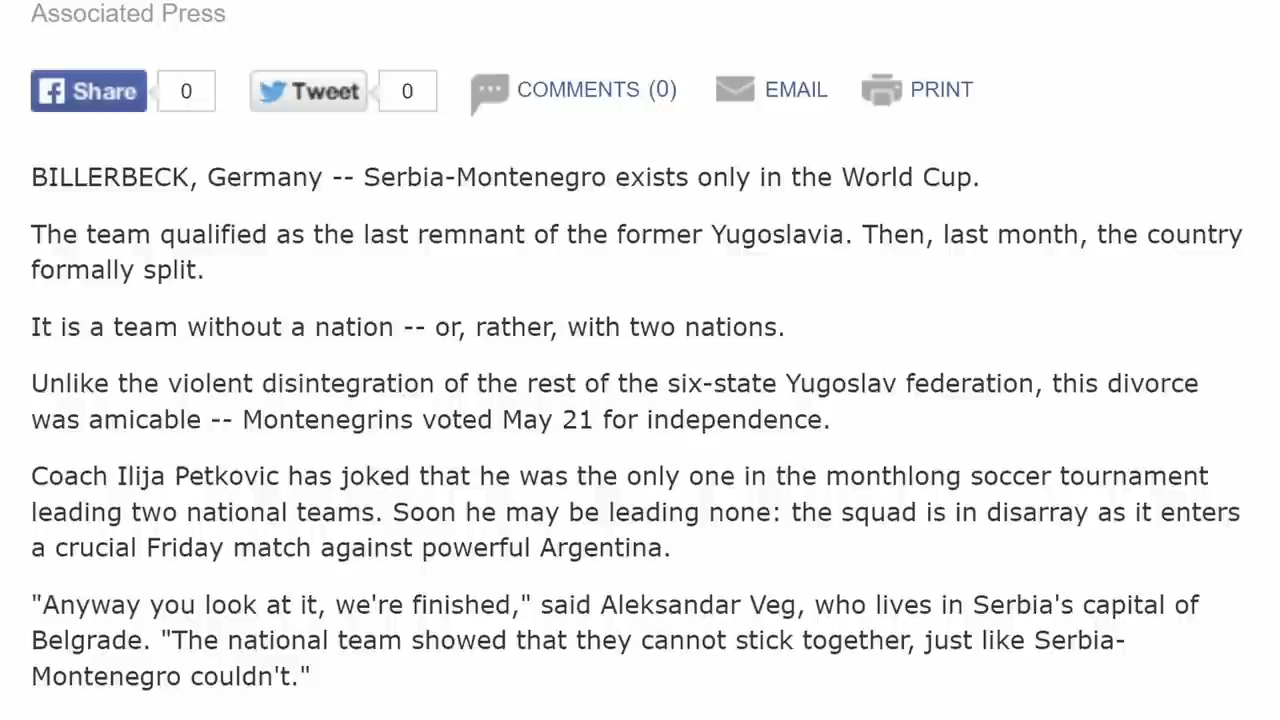 Associated Press
Share 0 Tweet 0 COMMENTS (0) EMAIL PRINT
BILLERBECK, Germany -- Serbia-Montenegro exists only in the World Cup.
The team qualified as the last remnant of the former Yugoslavia. Then, last month, the country
formally split.
It is a team without a nation -- or, rather, with two nations.
Unlike the violent disintegration of the rest of the six-state Yugoslav federation, this divorce
was amicable -- Montenegrins voted May 21 for independence.
Coach Ilija Petkovic has joked that he was the only one in the monthlong soccer tournament
leading two national teams. Soon he may be leading none: the squad is in disarray as it enters
a crucial Friday match against powerful Argentina.
"Anyway you look at it, we're finished," said Aleksandar Veg, who lives in Serbia's capital of
Belgrade. "The national team showed that they cannot stick together, just like Serbia-
Montenegro couldn't."